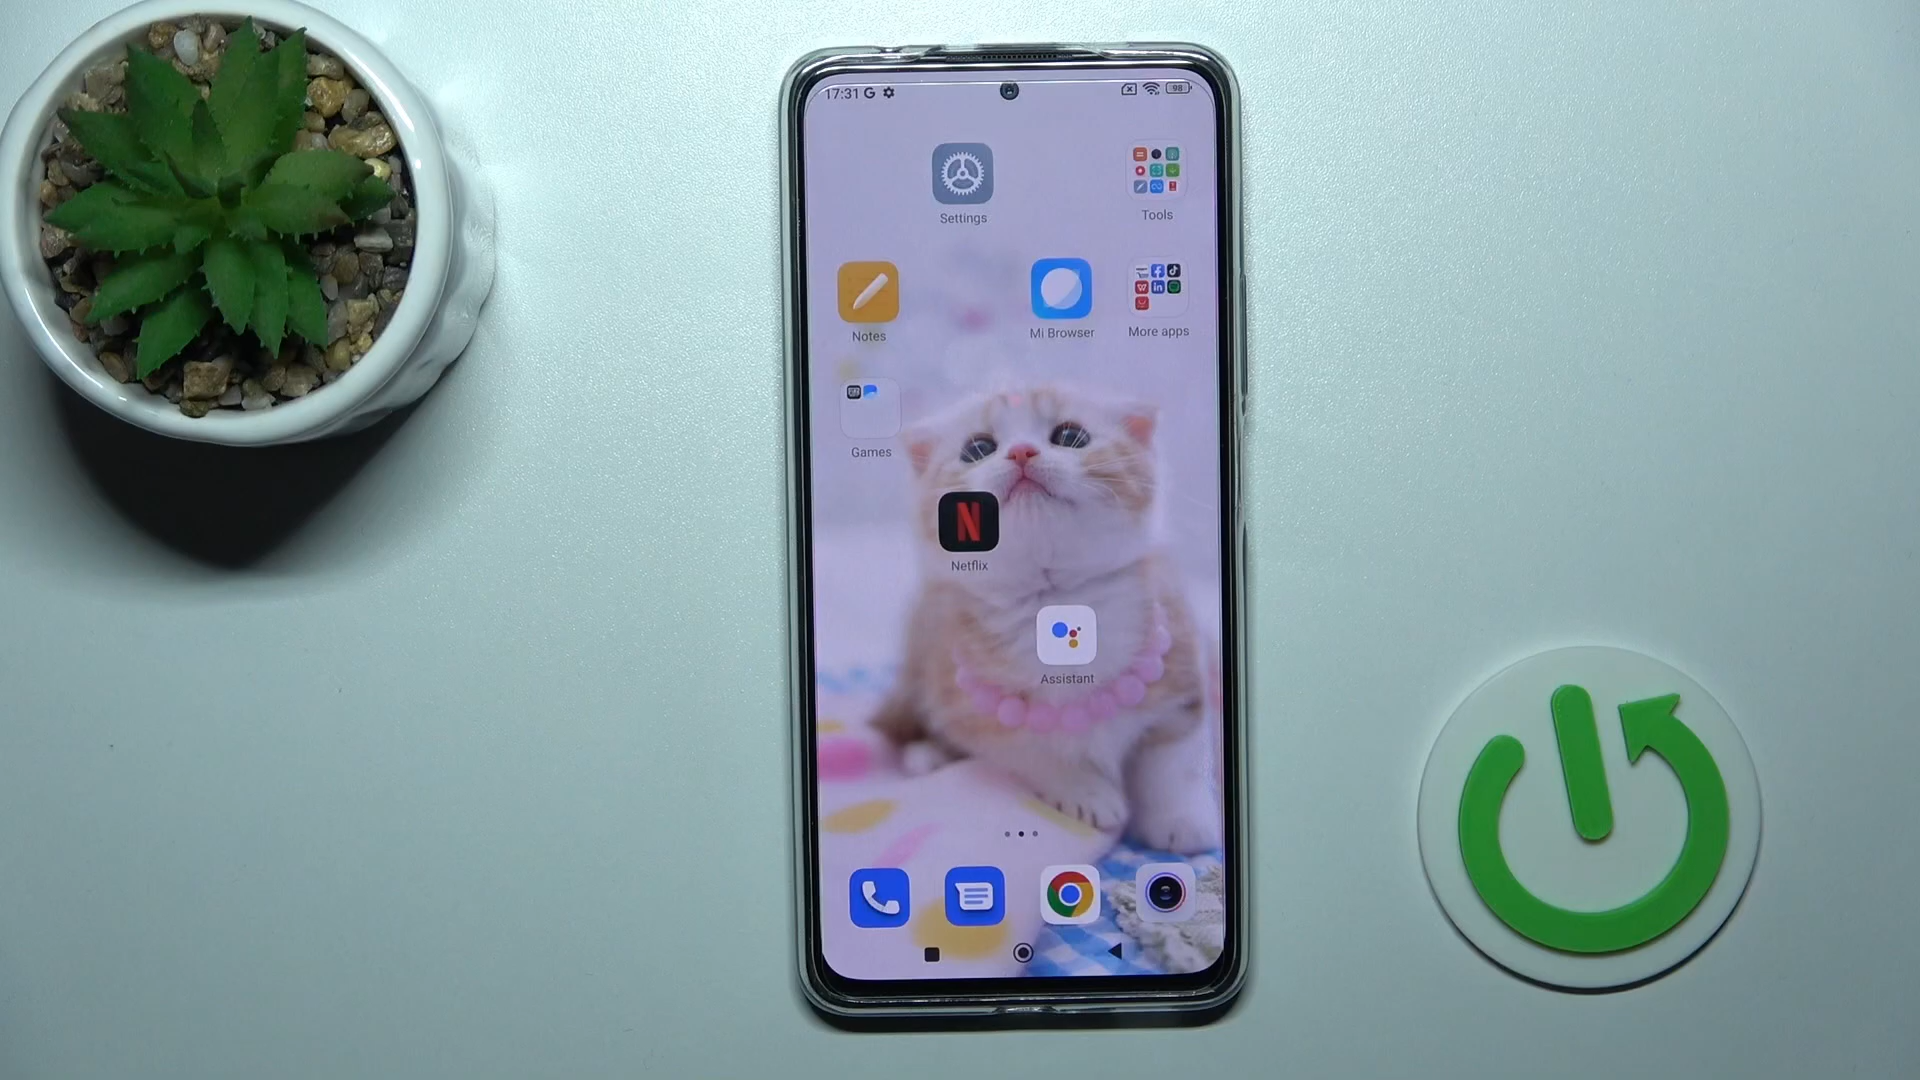 17:31 G
98
Settings
Tools
Notes
Mi Browser
More apps
Games
N
Netflix
Assistant